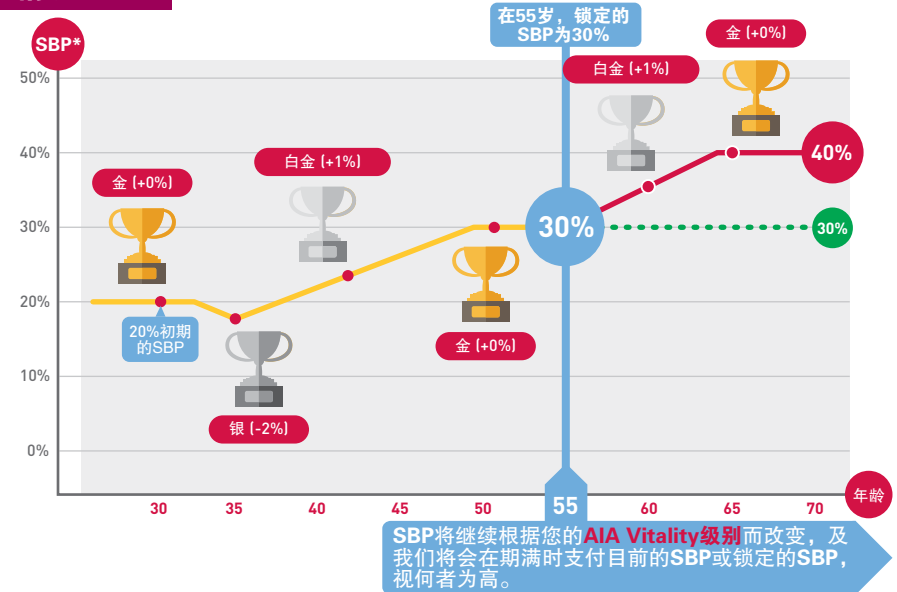 在55岁，锁定的
SBP为30%
SBP*
金 (+0%)
白金 (+1%)
50%
40%
白金 (+1%)
40%
金 (+0%)
30%
30%
30%
20%
20%初期
的SBP
金 (+0%)
10%
银 (-2%)
0%
年龄
30
35
40
45
50
55
60
65
70
SBP将继续根据您的AIA Vitality级别而改变，及
我们将会在期满时支付目前的SBP或锁定的SBP，
视何者为高。